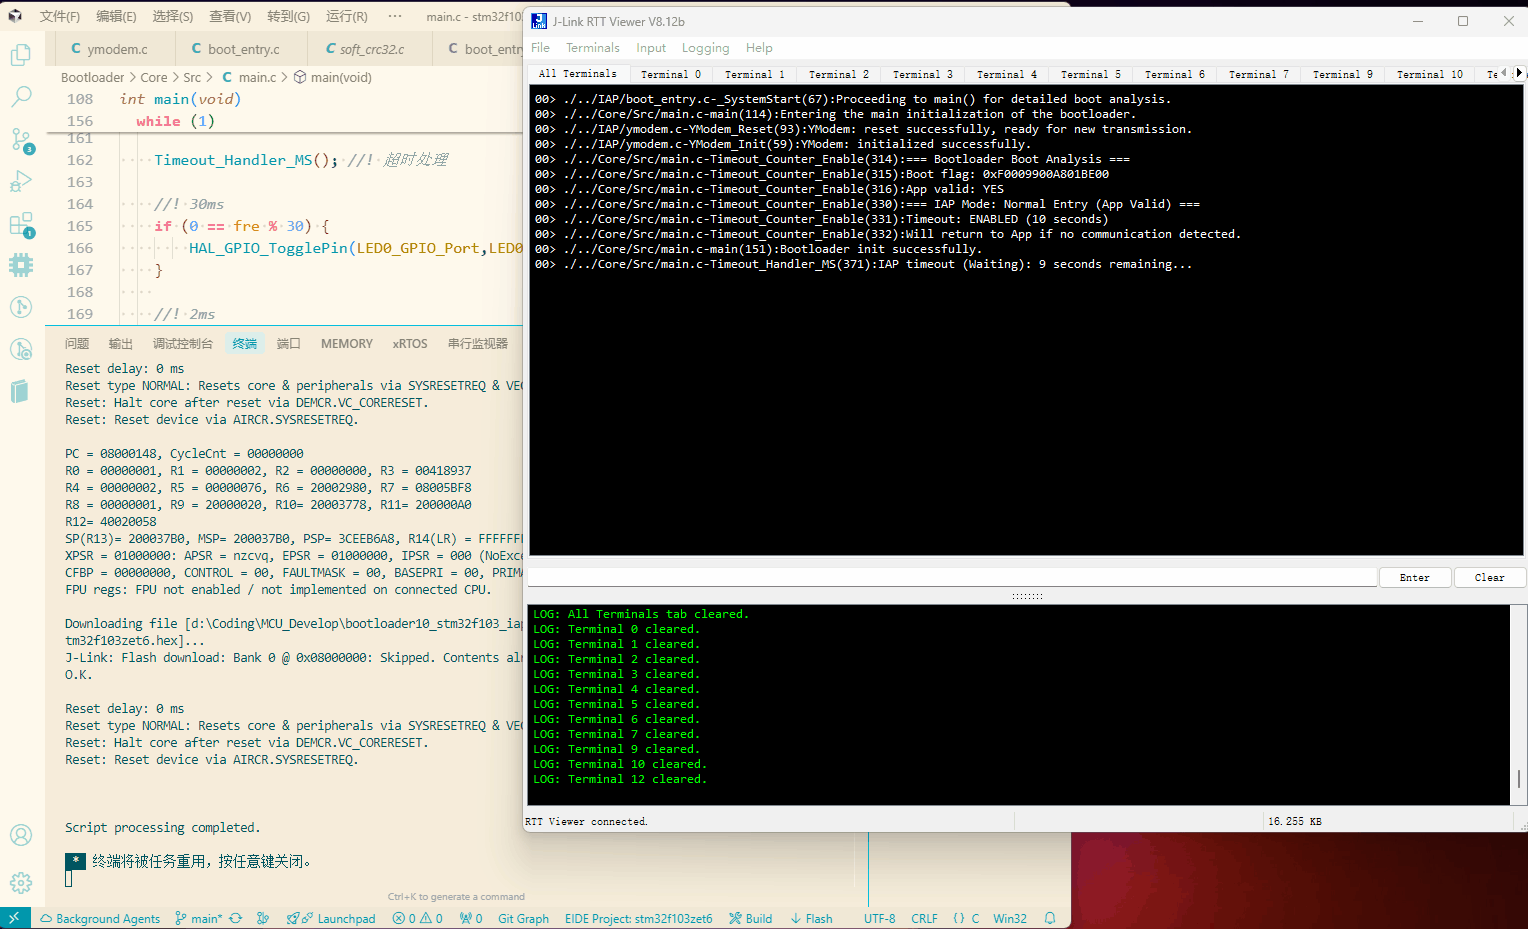 文件(F) 编辑(E) 选择(S) 查看(V) 转到(G) 运行(R) ··· main.c - stm32f103
ymodem.c
boot_entry.c
soft_crc32.c
boot_entry
Bootloader > Core > Src > C main.c > main(void)
108 int main(void)
156 while (1)
161
162 Timeout_Handler_MS(); //! 超时处理
163
164 //! 30ms
165 if (0 == fre % 30) {
166 HAL_GPIO_TogglePin(LED0_GPIO_Port,LED0
167 }
168
169 //! 2ms
问题 输出 调试控制台 终端 端口 MEMORY xRTOS 串行监视器
Reset delay: 0 ms
Reset type NORMAL: Resets core & peripherals via SYSRESETREQ & VEC
Reset: Halt core after reset via DEMCR.VC_CORERESET.
Reset: Reset device via AIRCR.SYSRESETREQ.
PC = 08000148, CycleCnt = 00000000
R0 = 00000001, R1 = 00000002, R2 = 00000000, R3 = 00418937
R4 = 00000002, R5 = 00000076, R6 = 20002980, R7 = 08005BF8
R8 = 00000001, R9 = 20000020, R10= 20003778, R11= 200000A0
R12= 40020058
SP(R13)= 200037B0, MSP= 200037B0, PSP= 3CEEB6A8, R14(LR) = FFFFFF
XPSR = 01000000: APSR = nzcvq, EPSR = 01000000, IPSR = 000 (NoExce
CFBP = 00000000, CONTROL = 00, FAULTMASK = 00, BASEPRI = 00, PRIM
FPU regs: FPU not enabled / not implemented on connected CPU.
Downloading file [d:\Coding\MCU_Develop\bootloader10_stm32f103_iap
tm32f103zet6.hex]...
J-Link: Flash download: Bank 0 @ 0x08000000: Skipped. Contents al
O.K.
Reset delay: 0 ms
Reset type NORMAL: Resets core & peripherals via SYSRESETREQ & VEC
Reset: Halt core after reset via DEMCR.VC_CORERESET.
Reset: Reset device via AIRCR.SYSRESETREQ.
Script processing completed.
* 终端将被任务重用，按任意键关闭。
Ctrl+K to generate a command
Background Agents main* Launchpad 0 0 0 Git Graph EIDE Project: stm32f103zet6 Build Flash UTF-8 CRLF {} C Win32
J-Link RTT Viewer V8.12b
File Terminals Input Logging Help
All Terminals Terminal 0 Terminal 1 Terminal 2 Terminal 3 Terminal 4 Terminal 5 Terminal 6 Terminal 7 Terminal 9 Terminal 10 Te
00> ./../IAP/boot_entry.c-_SystemStart(67):Proceeding to main() for detailed boot analysis.
00> ./../Core/Src/main.c-main(114):Entering the main initialization of the bootloader.
00> ./../IAP/ymodem.c-YModem_Reset(93):YModem: reset successfully, ready for new transmission.
00> ./../IAP/ymodem.c-YModem_Init(59):YModem: initialized successfully.
00> ./../Core/Src/main.c-Timeout_Counter_Enable(314):=== Bootloader Boot Analysis ===
00> ./../Core/Src/main.c-Timeout_Counter_Enable(315):Boot flag: 0xF0009900A801BE00
00> ./../Core/Src/main.c-Timeout_Counter_Enable(316):App valid: YES
00> ./../Core/Src/main.c-Timeout_Counter_Enable(330):=== IAP Mode: Normal Entry (App Valid) ===
00> ./../Core/Src/main.c-Timeout_Counter_Enable(331):Timeout: ENABLED (10 seconds)
00> ./../Core/Src/main.c-Timeout_Counter_Enable(332):Will return to App if no communication detected.
00> ./../Core/Src/main.c-main(151):Bootloader init successfully.
00> ./../Core/Src/main.c-Timeout_Handler_MS(371):IAP timeout (Waiting): 9 seconds remaining...
Enter Clear
LOG: All Terminals tab cleared.
LOG: Terminal 0 cleared.
LOG: Terminal 1 cleared.
LOG: Terminal 2 cleared.
LOG: Terminal 3 cleared.
LOG: Terminal 4 cleared.
LOG: Terminal 5 cleared.
LOG: Terminal 6 cleared.
LOG: Terminal 7 cleared.
LOG: Terminal 9 cleared.
LOG: Terminal 10 cleared.
LOG: Terminal 12 cleared.
RTT Viewer connected. 16.255 KB